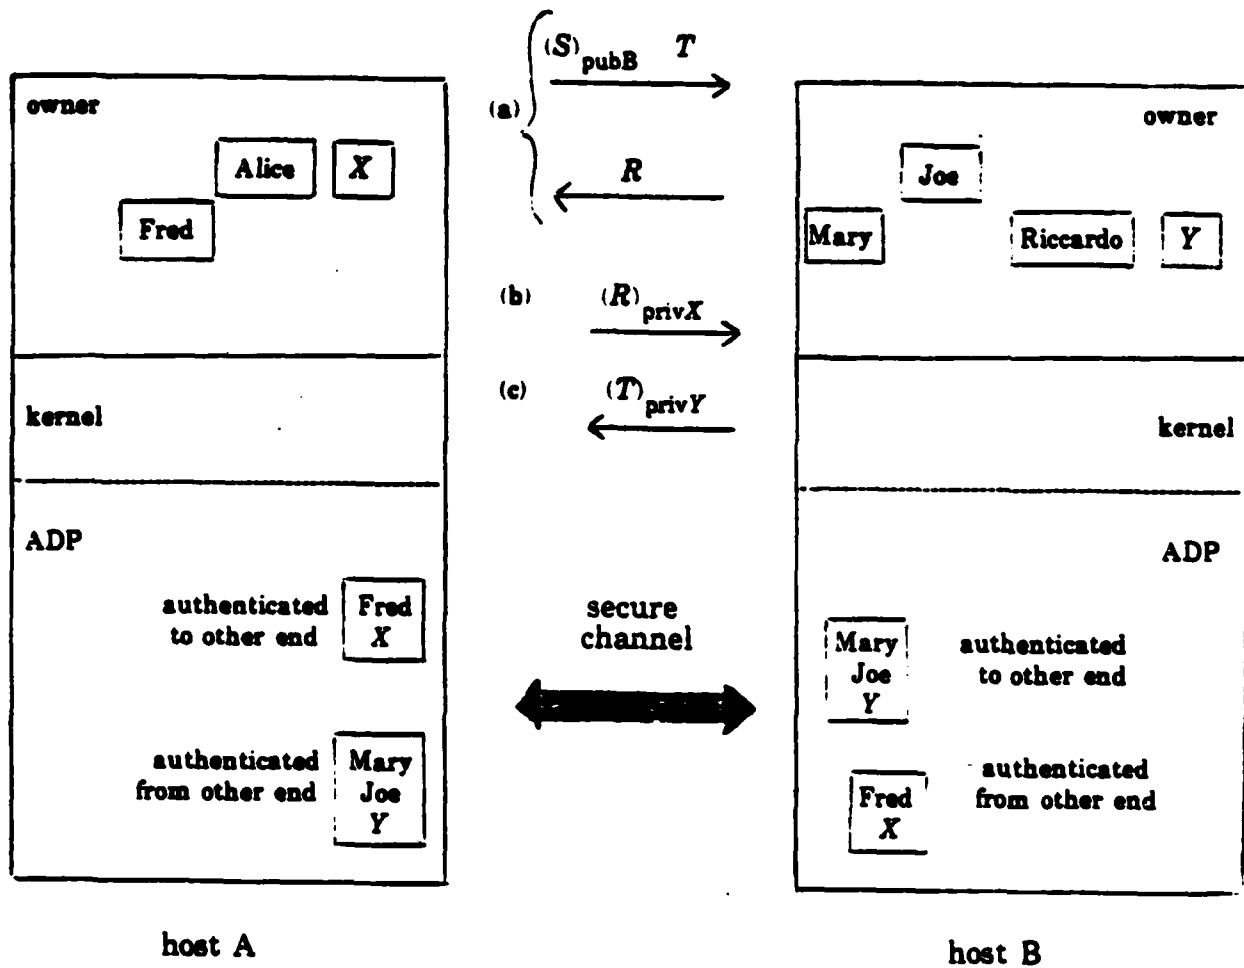 (a)
(S)pubB T
R
(b) (R)privX
(c) (T)privY
owner
Alice X
Fred
kernel
ADP
authenticated
to other end
Fred
X
authenticated
from other end
Mary
Joe
Y
host A
secure
channel
owner
Joe
Mary Riccardo Y
kernel
ADP
Mary
Joe
Y
authenticated
to other end
authenticated
from other end
Fred
X
host B